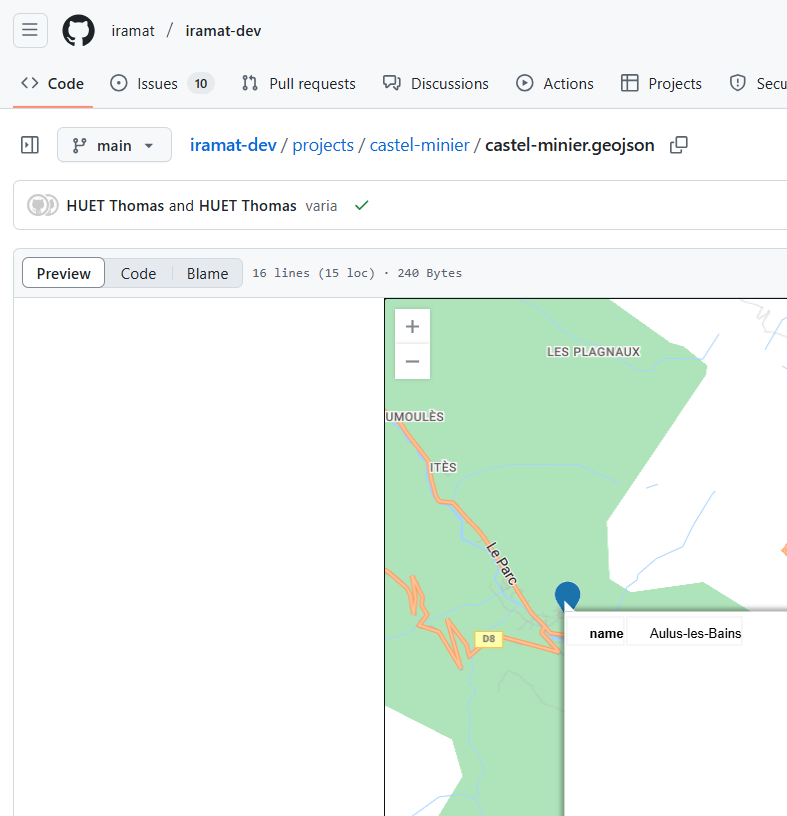 iramat / iramat-dev
Code Issues 10 Pull requests Discussions Actions Projects Secu
main iramat-dev / projects / castel-minier / castel-minier.geojson
HUET Thomas and HUET Thomas varia
Preview Code Blame 16 lines (15 loc) · 240 Bytes
+
−
LES PLAGNAUX
UMOULÈS
ITÈS
Le Parc
D8
name Aulus-les-Bains